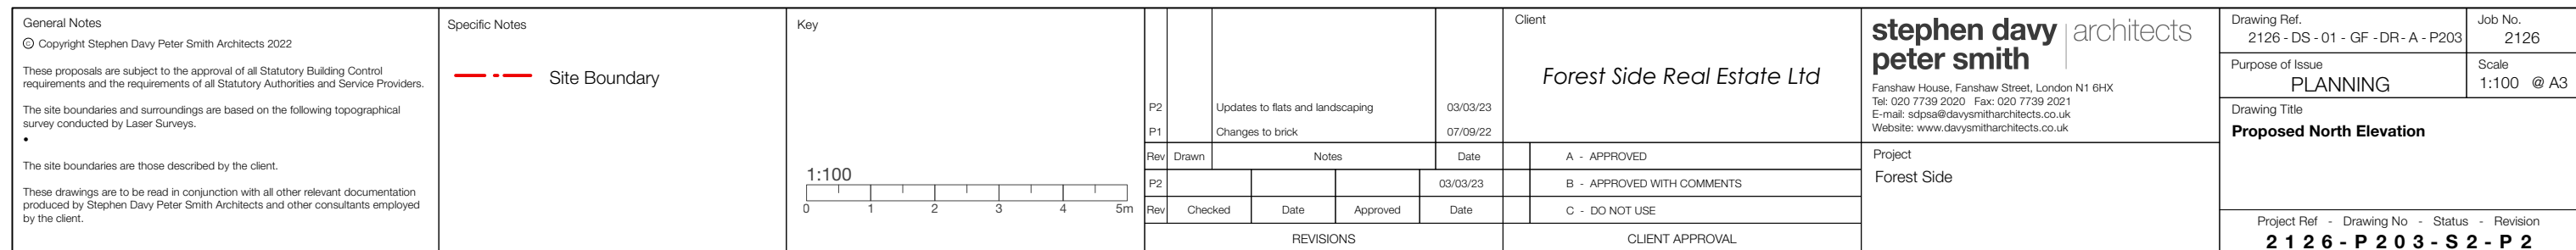 General Notes
© Copyright Stephen Davy Peter Smith Architects 2022
These proposals are subject to the approval of all Statutory Building Control
requirements and the requirements of all Statutory Authorities and Service Providers.
The site boundaries and surroundings are based on the following topographical
survey conducted by Laser Surveys.
•
The site boundaries are those described by the client.
These drawings are to be read in conjunction with all other relevant documentation
produced by Stephen Davy Peter Smith Architects and other consultants employed
by the client.
Specific Notes
Site Boundary
Key
1:100
0 1 2 3 4 5m
P2 Updates to flats and landscaping 03/03/23
P1 Changes to brick 07/09/22
Rev Drawn Notes Date
P2 03/03/23
Rev Checked Date Approved Date
REVISIONS
Client
Forest Side Real Estate Ltd
A - APPROVED
B - APPROVED WITH COMMENTS
C - DO NOT USE
CLIENT APPROVAL
stephen davy architects
peter smith
Fanshaw House, Fanshaw Street, London N1 6HX
Tel: 020 7739 2020 Fax: 020 7739 2021
E-mail: sdpsa@davysmitharchitects.co.uk
Website: www.davysmitharchitects.co.uk
Project
Forest Side
Drawing Ref.
2126 - DS - 01 - GF -DR- A - P203
Job No.
2126
Purpose of Issue
PLANNING
Scale
1:100 @ A3
Drawing Title
Proposed North Elevation
Project Ref - Drawing No - Status - Revision
2126-P203-S2-P2